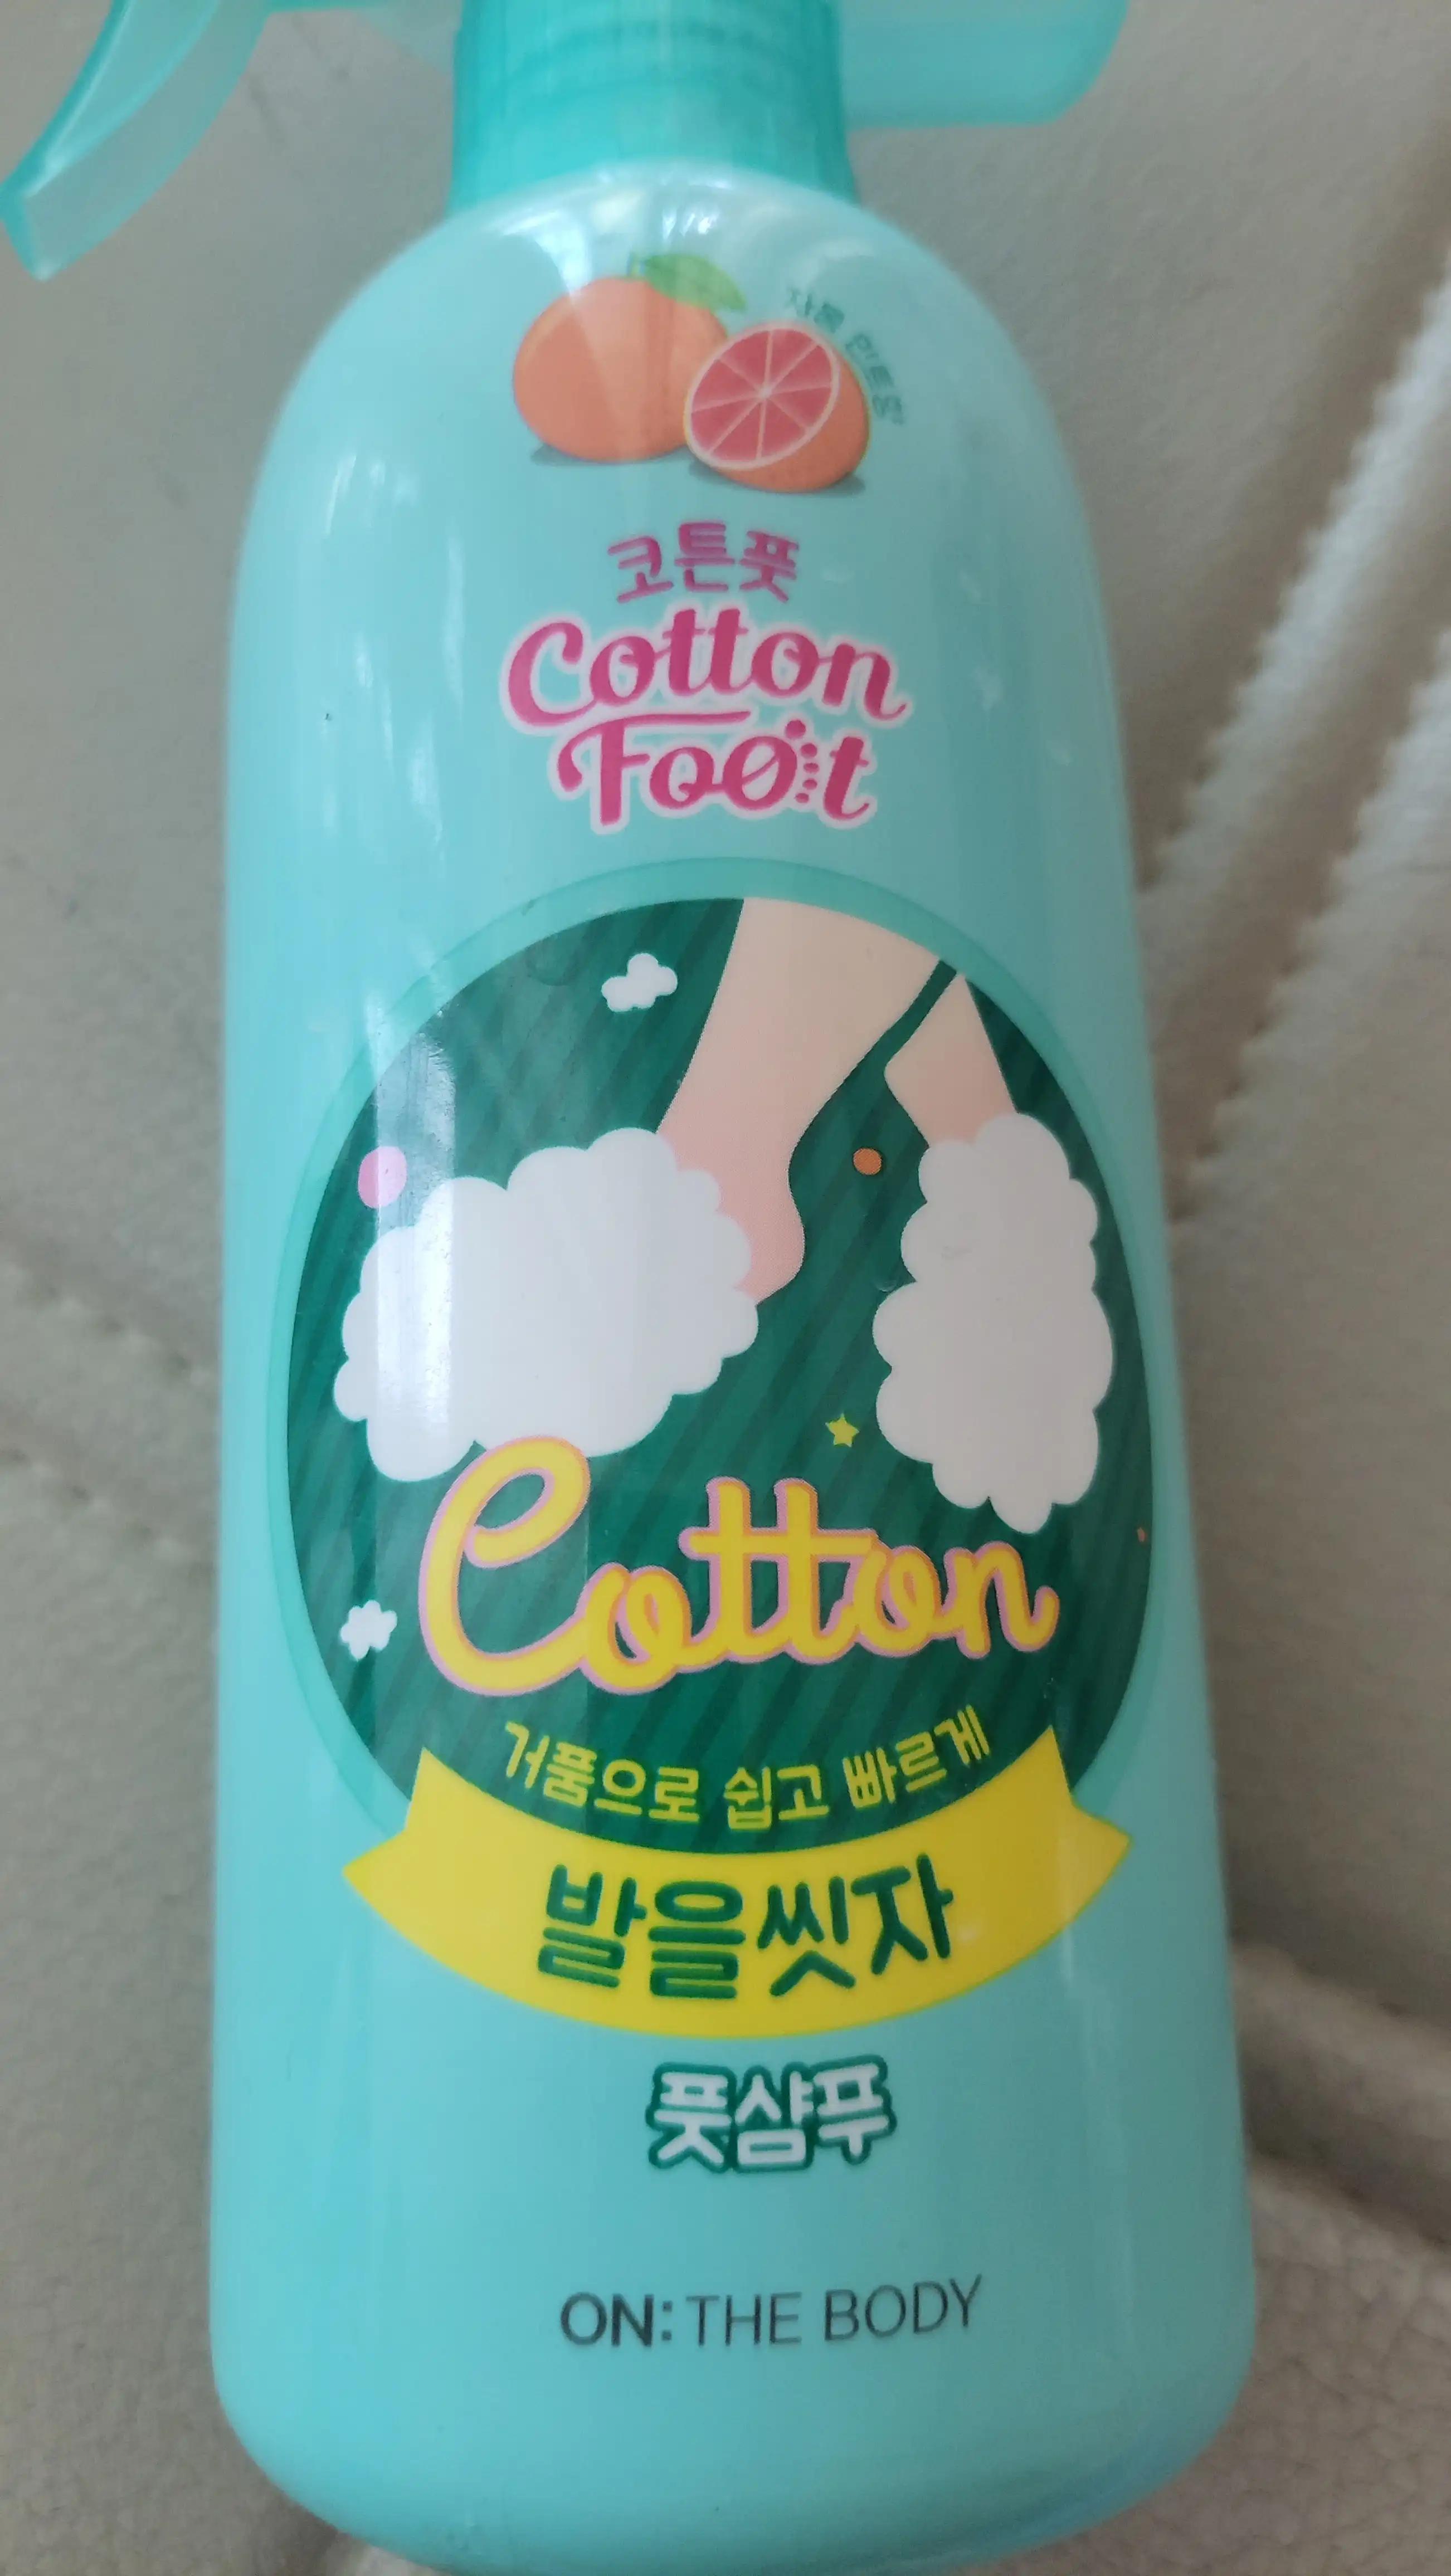 자몽 민트향
코튼풋
Cotton
Foot
Cotton
거품으로 쉽고 빠르게
발을씻자
풋샴푸
ON: THE BODY